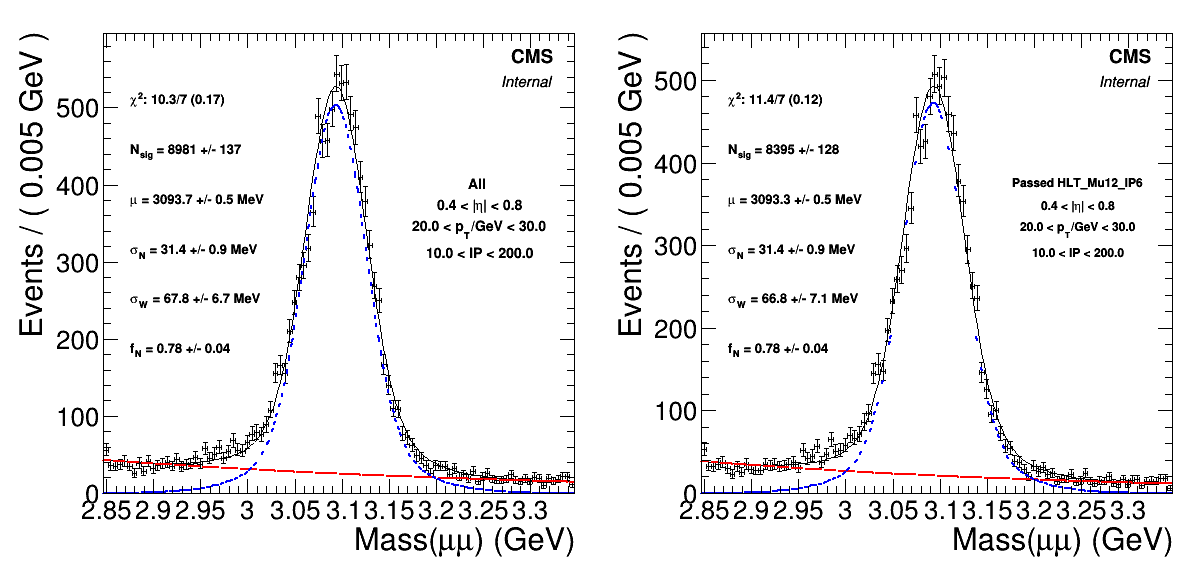 CMS
Internal
χ²: 10.3/7 (0.17)
N_sig = 8981 +/- 137
μ = 3093.7 +/- 0.5 MeV
σ_N = 31.4 +/- 0.9 MeV
σ_W = 67.8 +/- 6.7 MeV
f_N = 0.78 +/- 0.04
All
0.4 < |η| < 0.8
20.0 < p_T/GeV < 30.0
10.0 < IP < 200.0
Events / ( 0.005 GeV )
500
400
300
200
100
0
2.85 2.9 2.95 3 3.05 3.1 3.15 3.2 3.25 3.3
Mass(μμ) (GeV)
CMS
Internal
χ²: 11.4/7 (0.12)
N_sig = 8395 +/- 128
μ = 3093.3 +/- 0.5 MeV
σ_N = 31.4 +/- 0.9 MeV
σ_W = 66.8 +/- 7.1 MeV
f_N = 0.78 +/- 0.04
Passed HLT_Mu12_IP6
0.4 < |η| < 0.8
20.0 < p_T/GeV < 30.0
10.0 < IP < 200.0
Events / ( 0.005 GeV )
500
400
300
200
100
0
2.85 2.9 2.95 3 3.05 3.1 3.15 3.2 3.25 3.3
Mass(μμ) (GeV)